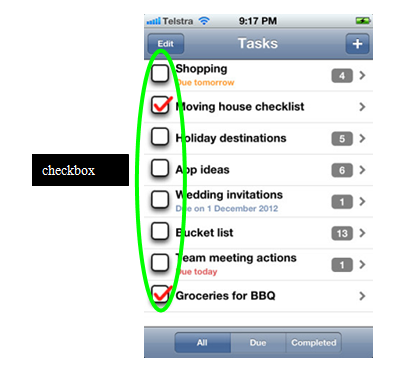 Telstra 9:17 PM
Edit Tasks +
Shopping
Due tomorrow
4
Moving house checklist
Holiday destinations 5
checkbox
App ideas 6
Wedding invitations
Due on 1 December 2012
1
Bucket list 13
Team meeting actions
Due today
1
Groceries for BBQ
All Due Completed